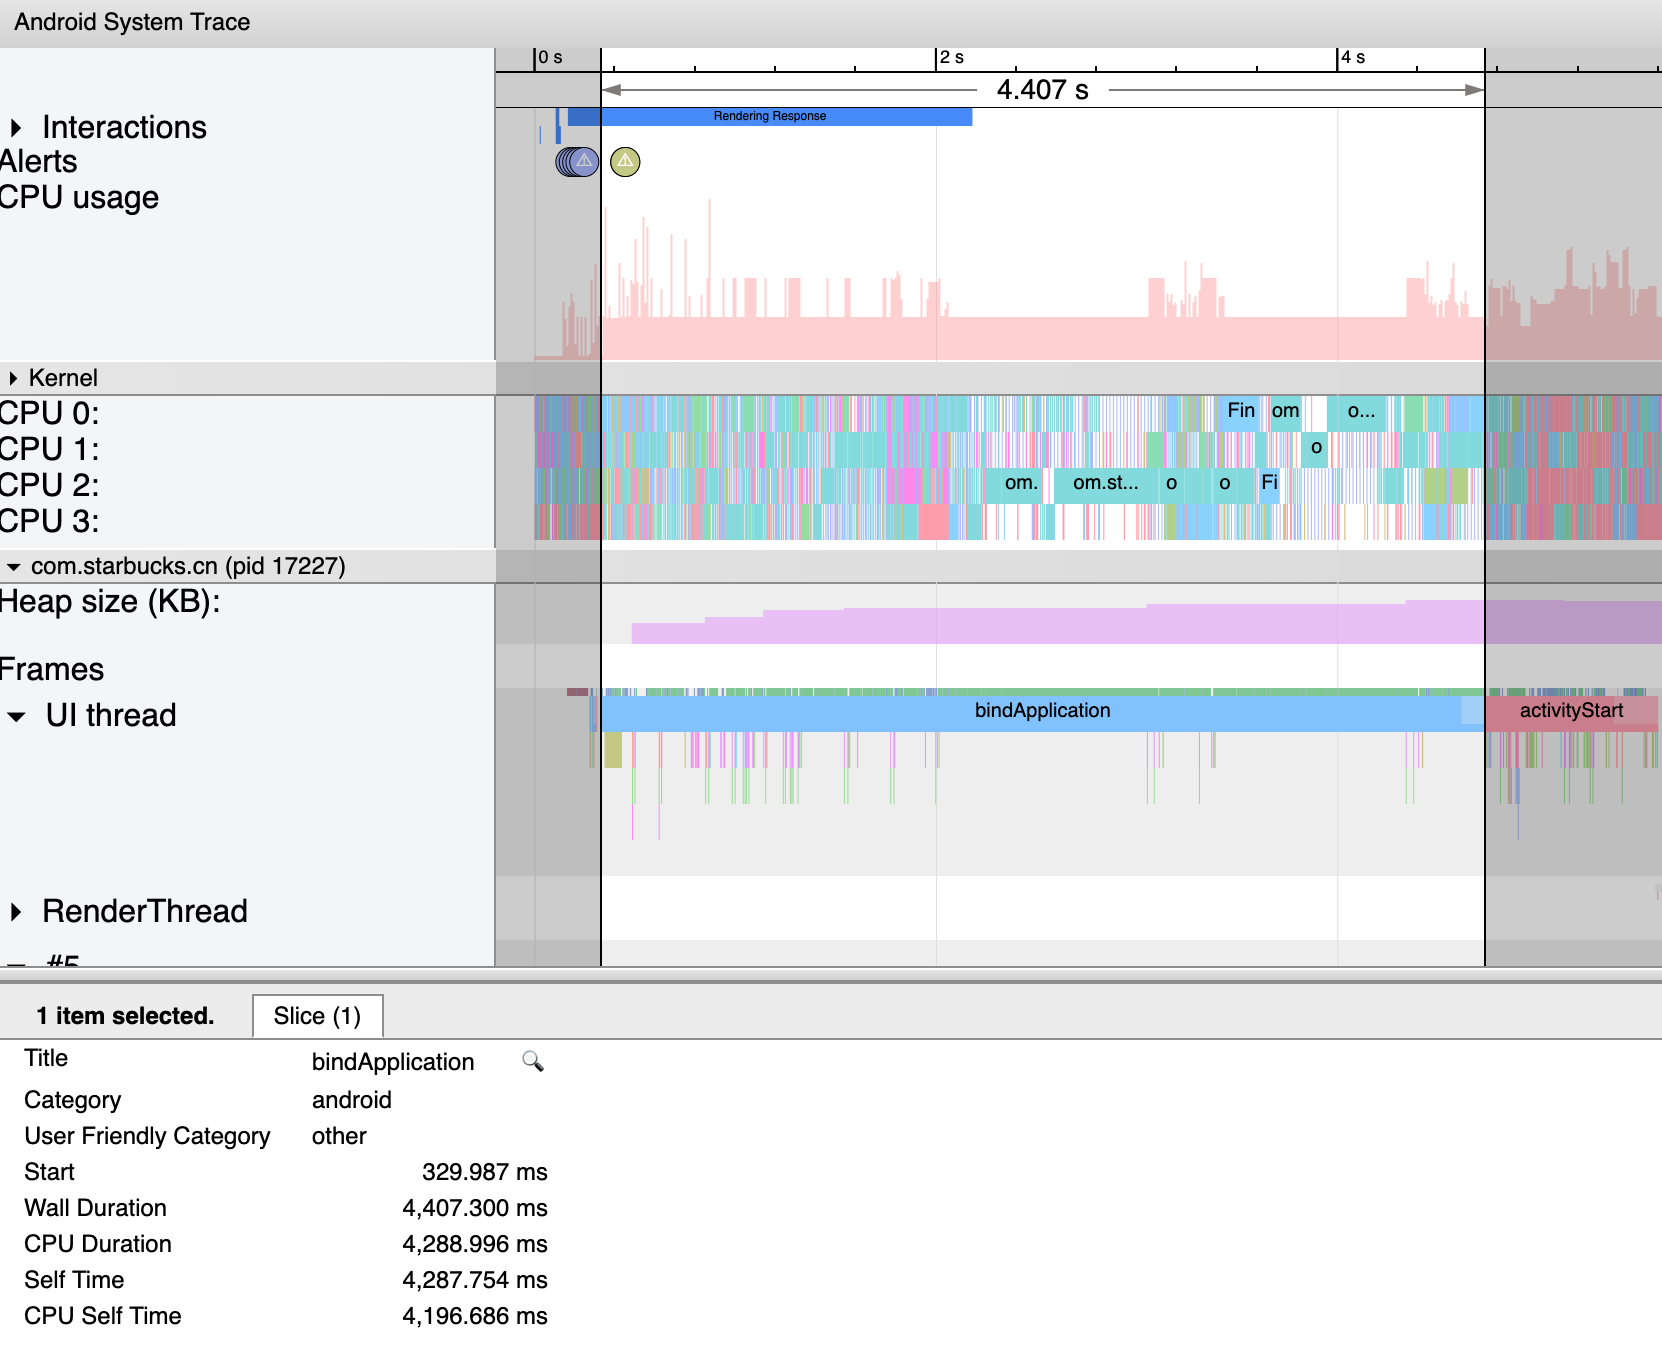 Android System Trace
0 s
2 s
4 s
4.407 s
Interactions
Rendering Response
Alerts
CPU usage
Kernel
CPU 0:
Fin
om
o...
CPU 1:
o
CPU 2:
om.
om.st...
o
o
Fi
CPU 3:
com.starbucks.cn (pid 17227)
Heap size (KB):
Frames
UI thread
bindApplication
activityStart
RenderThread
#5
1 item selected.
Slice (1)
Title bindApplication
Category android
User Friendly Category other
Start 329.987 ms
Wall Duration 4,407.300 ms
CPU Duration 4,288.996 ms
Self Time 4,287.754 ms
CPU Self Time 4,196.686 ms